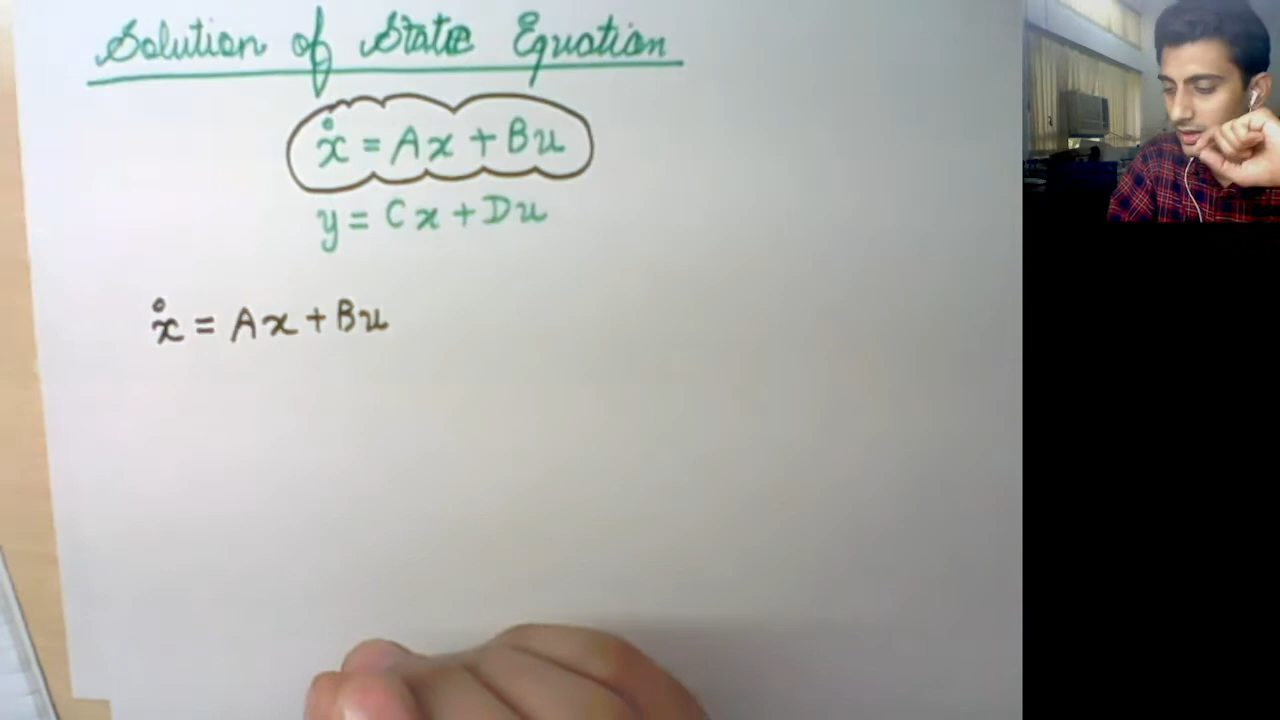 Solution of State Equation
ẋ = Ax + Bu
y = Cx + Du
ẋ = Ax + Bu